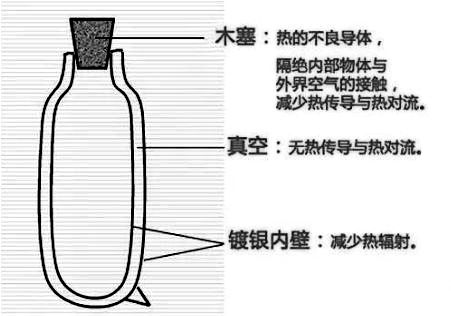 木塞：热的不良导体，
隔绝内部物体与
外界空气的接触，
减少热传导与热对流。
真空：无热传导与热对流。
镀银内壁：减少热辐射。